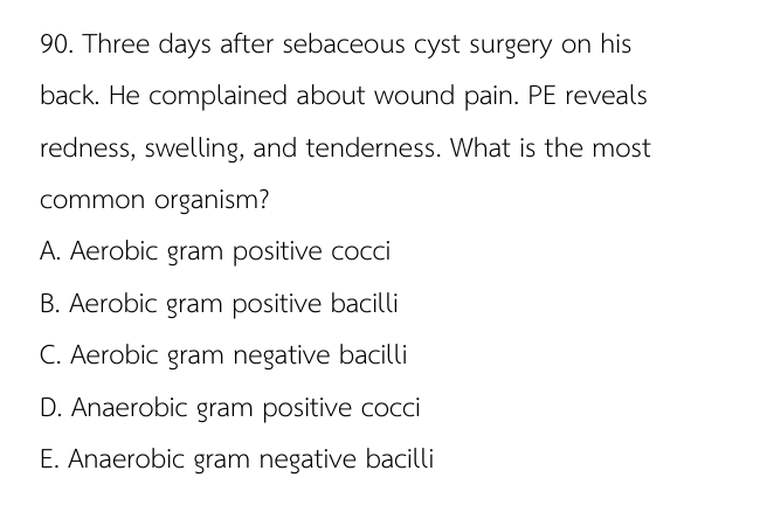 90. Three days after sebaceous cyst surgery on his
back. He complained about wound pain. PE reveals
redness, swelling, and tenderness. What is the most
common organism?
A. Aerobic gram positive cocci
B. Aerobic gram positive bacilli
C. Aerobic gram negative bacilli
D. Anaerobic gram positive cocci
E. Anaerobic gram negative bacilli